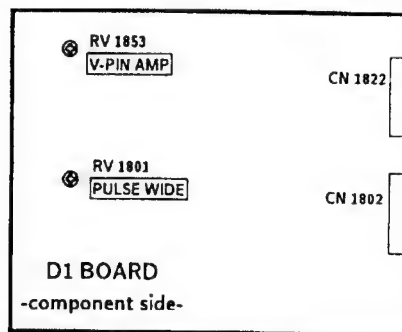 RV 1853
V-PIN AMP
CN 1822
RV 1801
PULSE WIDE
CN 1802
D1 BOARD
-component side-